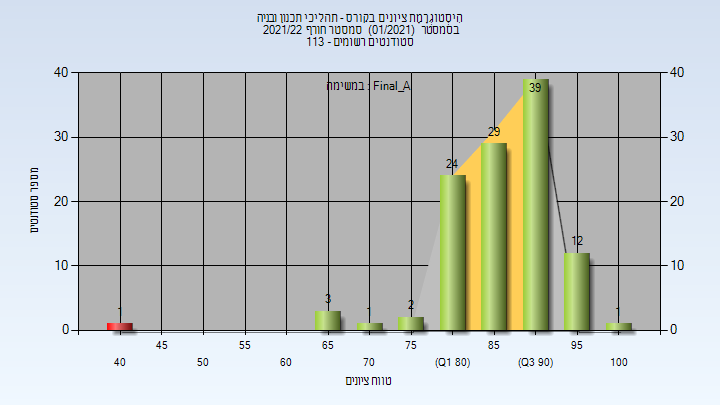 היסטוגרמת ציונים בקורס - תהליכי תכנון ובניה
בסמסטר (01/2021) סמסטר חורף 2021/22
סטודנטים רשומים - 113
במשימה : Final_A
מספר סטודנטים
40 40
30 30
20 20
10 10
0 0
1 3 1 2 24 29 39 12 1
45 55 65 75 85 95
40 50 60 70 (Q1 80) (Q3 90) 100
טווח ציונים